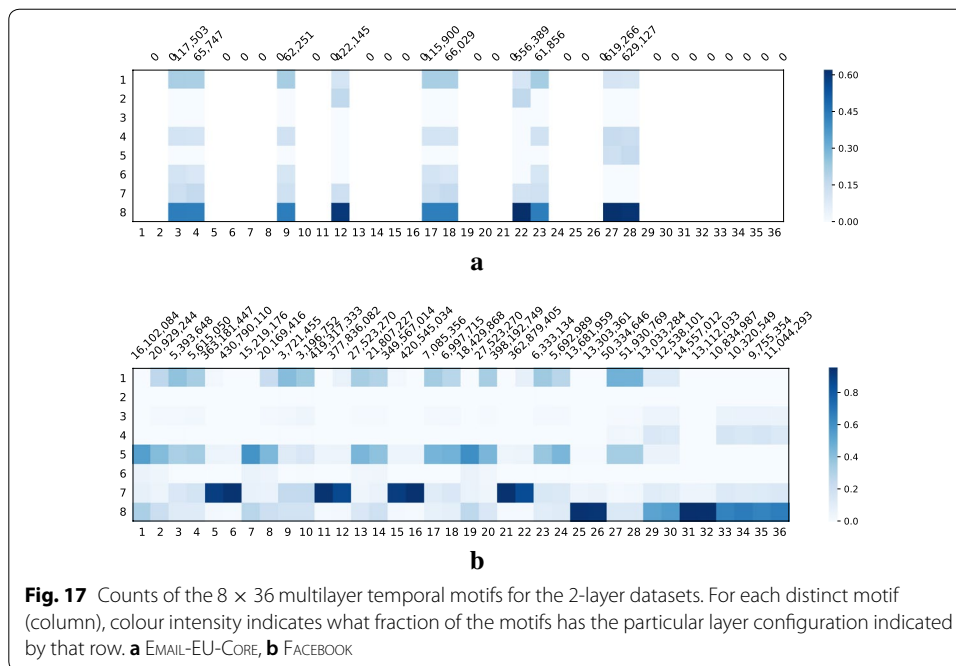 0 0 117,503 65,747 0 0 0 0 62,251 0 0 422,145 0 0 0 0 115,900 66,029 0 0 0 556,389 61,856 0 0 0 619,266 629,127 0 0 0 0 0 0 0 0
1
2
3
4
5
6
7
8
0.60
0.45
0.30
0.15
0.00
1 2 3 4 5 6 7 8 9 10 11 12 13 14 15 16 17 18 19 20 21 22 23 24 25 26 27 28 29 30 31 32 33 34 35 36
a
16,102,084 20,929,244 5,393,648 5,615,050 363,181,447 430,790,110 15,219,176 20,169,416 3,721,455 3,196,752 419,317,333 377,836,082 27,523,270 21,807,227 349,567,014 420,545,034 7,085,356 6,997,715 18,429,868 27,523,270 398,192,749 362,879,405 6,333,134 5,692,989 13,681,959 13,303,361 50,334,646 51,930,769 13,035,284 12,538,101 14,557,012 13,112,033 10,834,987 10,320,549 9,755,354 11,044,293
1
2
3
4
5
6
7
8
0.8
0.6
0.4
0.2
0.0
1 2 3 4 5 6 7 8 9 10 11 12 13 14 15 16 17 18 19 20 21 22 23 24 25 26 27 28 29 30 31 32 33 34 35 36
b
Fig. 17 Counts of the 8 × 36 multilayer temporal motifs for the 2-layer datasets. For each distinct motif
(column), colour intensity indicates what fraction of the motifs has the particular layer configuration indicated
by that row. a EMAIL-EU-CORE, b FACEBOOK